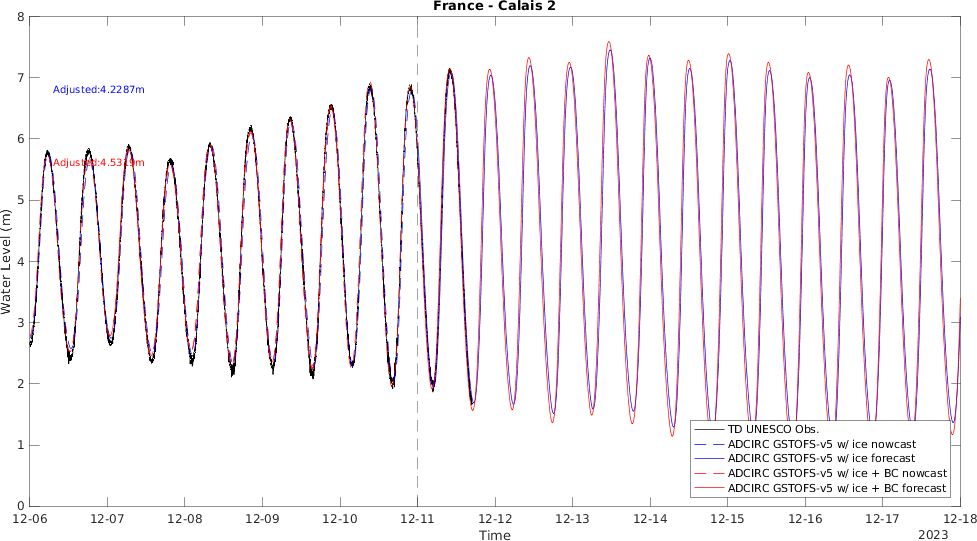 France - Calais 2
8
7
6
5
4
3
2
1
0
Water Level (m)
Adjusted:4.2287m
Adjusted:4.5319m
TD UNESCO Obs.
ADCIRC GSTOFS-v5 w/ ice nowcast
ADCIRC GSTOFS-v5 w/ ice forecast
ADCIRC GSTOFS-v5 w/ ice + BC nowcast
ADCIRC GSTOFS-v5 w/ ice + BC forecast
12-06 12-07 12-08 12-09 12-10 12-11 12-12 12-13 12-14 12-15 12-16 12-17 12-18
Time
2023